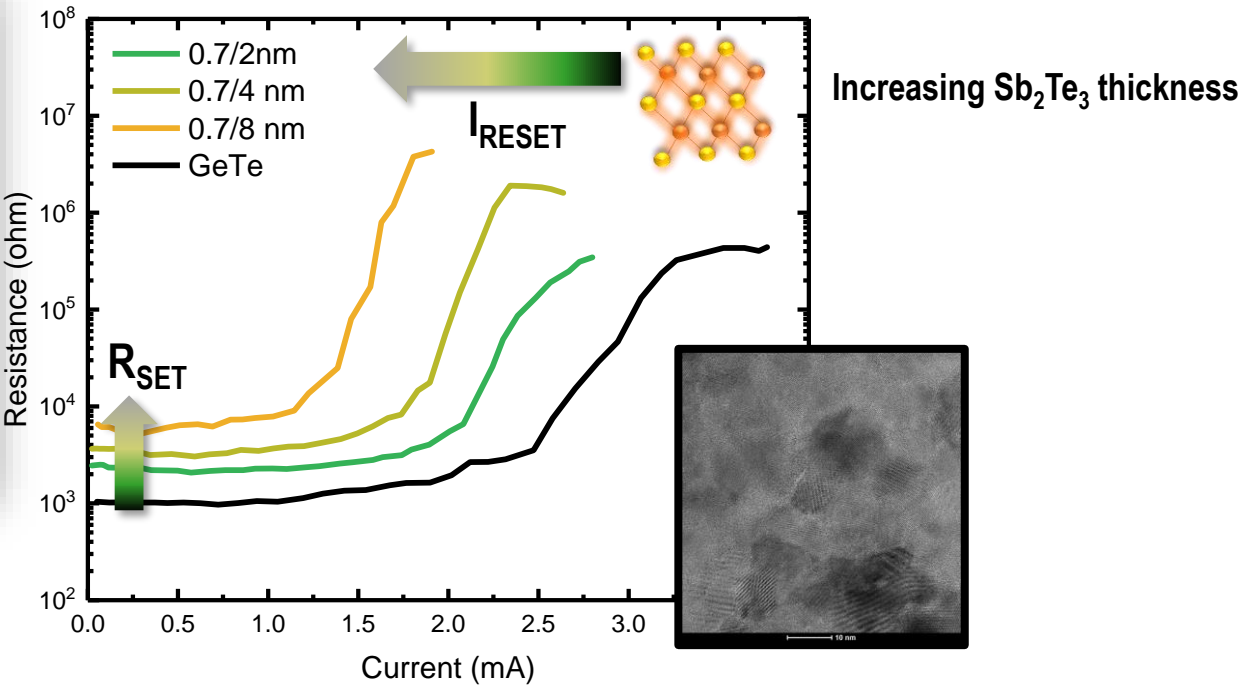 10⁸
10⁷
10⁶
10⁵
10⁴
10³
10²
Resistance (ohm)
0.7/2nm
0.7/4 nm
0.7/8 nm
GeTe
I_RESET
Increasing Sb₂Te₃ thickness
R_SET
10 nm
0.0 0.5 1.0 1.5 2.0 2.5 3.0
Current (mA)